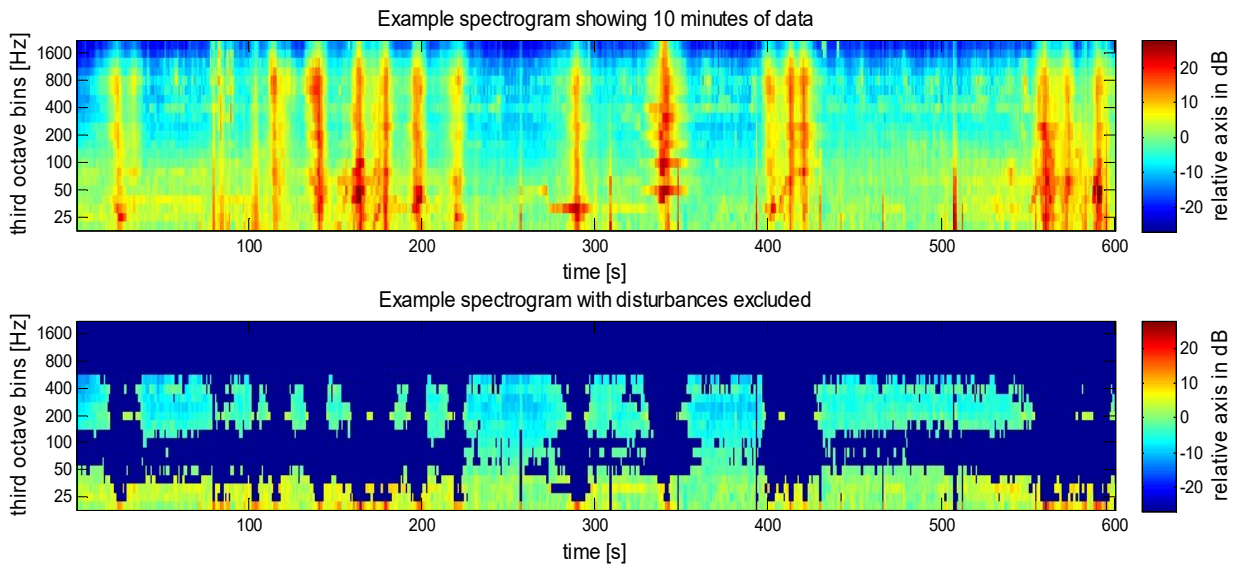 Example spectrogram showing 10 minutes of data
third octave bins [Hz]
1600
800
400
200
100
50
25
100 200 300 400 500 600
time [s]
20
10
0
-10
-20
relative axis in dB
Example spectrogram with disturbances excluded
third octave bins [Hz]
1600
800
400
200
100
50
25
100 200 300 400 500 600
time [s]
20
10
0
-10
-20
relative axis in dB